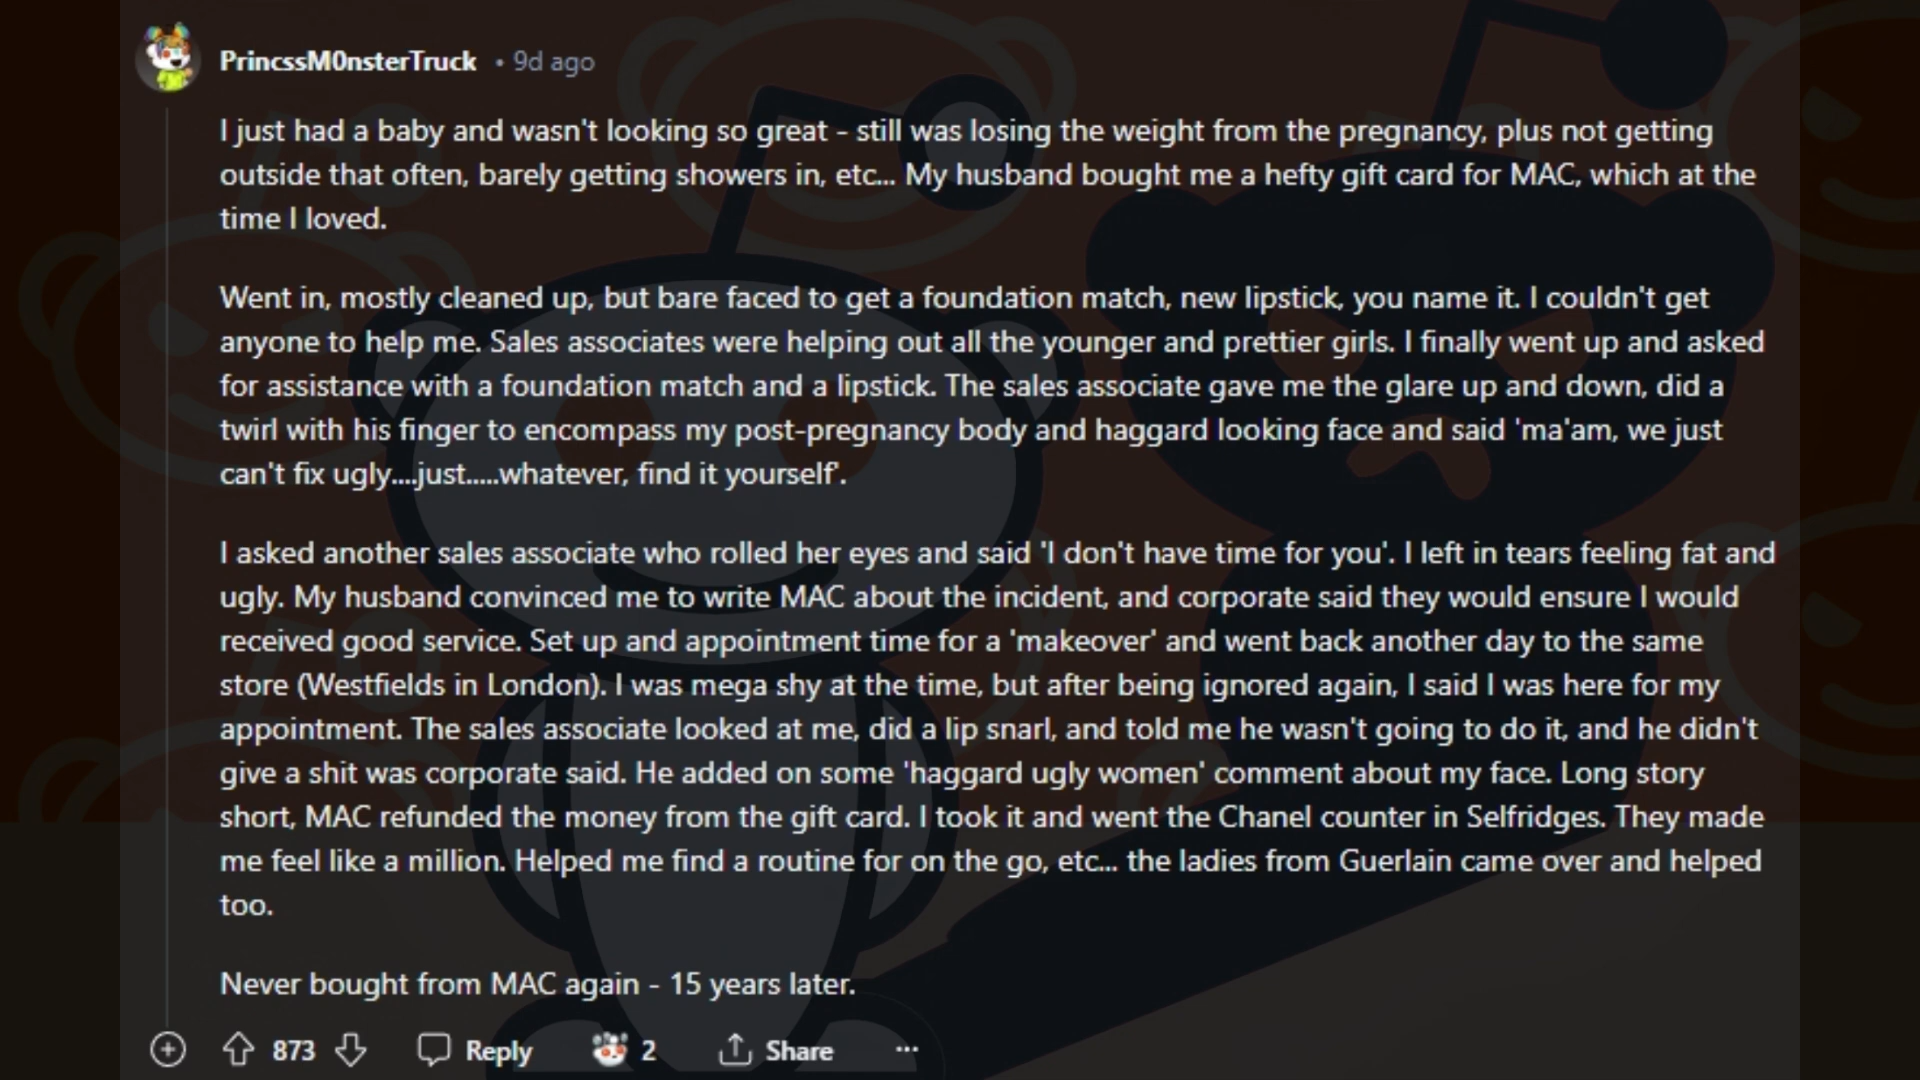 PrincssM0nsterTruck • 9d ago
I just had a baby and wasn't looking so great - still was losing the weight from the pregnancy, plus not getting
outside that often, barely getting showers in, etc... My husband bought me a hefty gift card for MAC, which at the
time I loved.
Went in, mostly cleaned up, but bare faced to get a foundation match, new lipstick, you name it. I couldn't get
anyone to help me. Sales associates were helping out all the younger and prettier girls. I finally went up and asked
for assistance with a foundation match and a lipstick. The sales associate gave me the glare up and down, did a
twirl with his finger to encompass my post-pregnancy body and haggard looking face and said 'ma'am, we just
can't fix ugly....just.....whatever, find it yourself'.
I asked another sales associate who rolled her eyes and said 'I don't have time for you'. I left in tears feeling fat and
ugly. My husband convinced me to write MAC about the incident, and corporate said they would ensure I would
received good service. Set up and appointment time for a 'makeover' and went back another day to the same
store (Westfields in London). I was mega shy at the time, but after being ignored again, I said I was here for my
appointment. The sales associate looked at me, did a lip snarl, and told me he wasn't going to do it, and he didn't
give a shit was corporate said. He added on some 'haggard ugly women' comment about my face. Long story
short, MAC refunded the money from the gift card. I took it and went the Chanel counter in Selfridges. They made
me feel like a million. Helped me find a routine for on the go, etc... the ladies from Guerlain came over and helped
too.
Never bought from MAC again - 15 years later.
873 Reply 2 Share ...